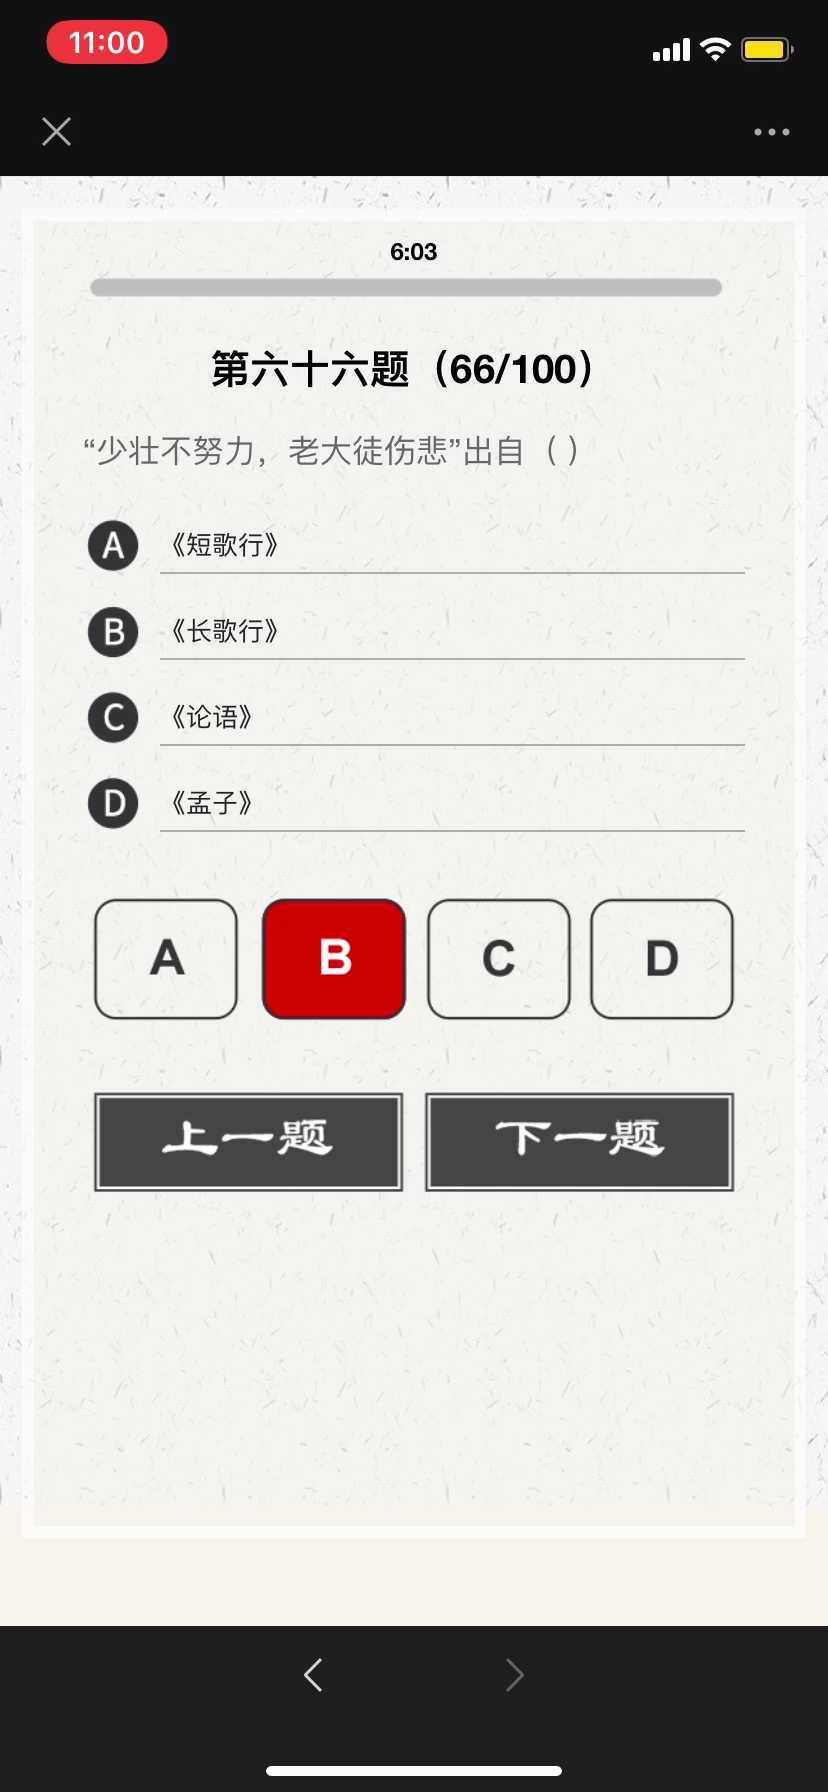 11:00
6:03
第六十六题（66/100）
“少壮不努力，老大徒伤悲”出自（ ）
A 《短歌行》
B 《长歌行》
C 《论语》
D 《孟子》
A B C D
上一题 下一题